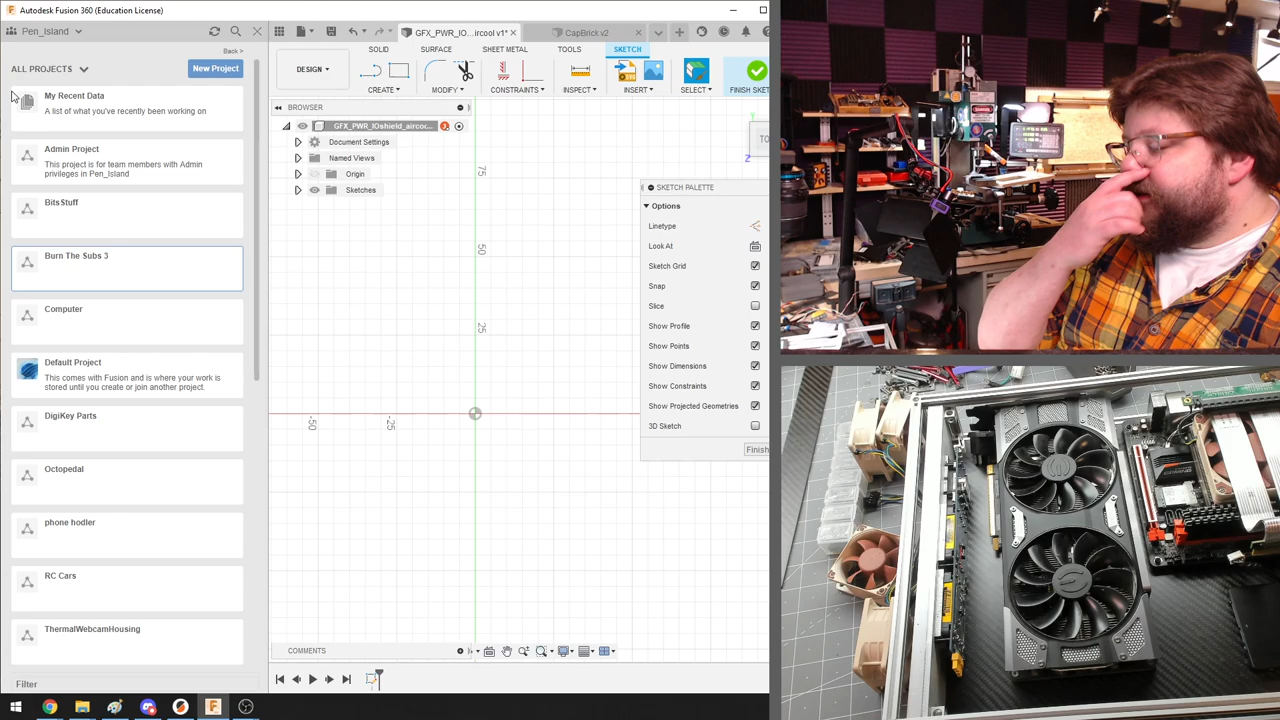 Autodesk Fusion 360 (Education License)
Pen_Island
GFX_PWR_IO...ircool v1*
CapBrick v2
Back >
ALL PROJECTS
New Project
My Recent Data
A list of what you've recently been working on
Admin Project
This project is for team members with Admin
privileges in Pen_Island
Bits$tuff
Burn The Subs 3
Computer
Default Project
This comes with Fusion and is where your work is
stored until you create or join another project.
DigiKey Parts
Octopedal
phone hodler
RC Cars
ThermalWebcamHousing
Filter
SOLID
SURFACE
SHEET METAL
TOOLS
SKETCH
DESIGN
CREATE
MODIFY
CONSTRAINTS
INSPECT
INSERT
SELECT
FINISH SKET
BROWSER
GFX_PWR_IOshield_aircoo...
Document Settings
Named Views
Origin
Sketches
75
50
25
-50
-25
TO
Z
SKETCH PALETTE
Options
Linetype
Look At
Sketch Grid
Snap
Slice
Show Profile
Show Points
Show Dimensions
Show Constraints
Show Projected Geometries
3D Sketch
Finish
COMMENTS
DANGER